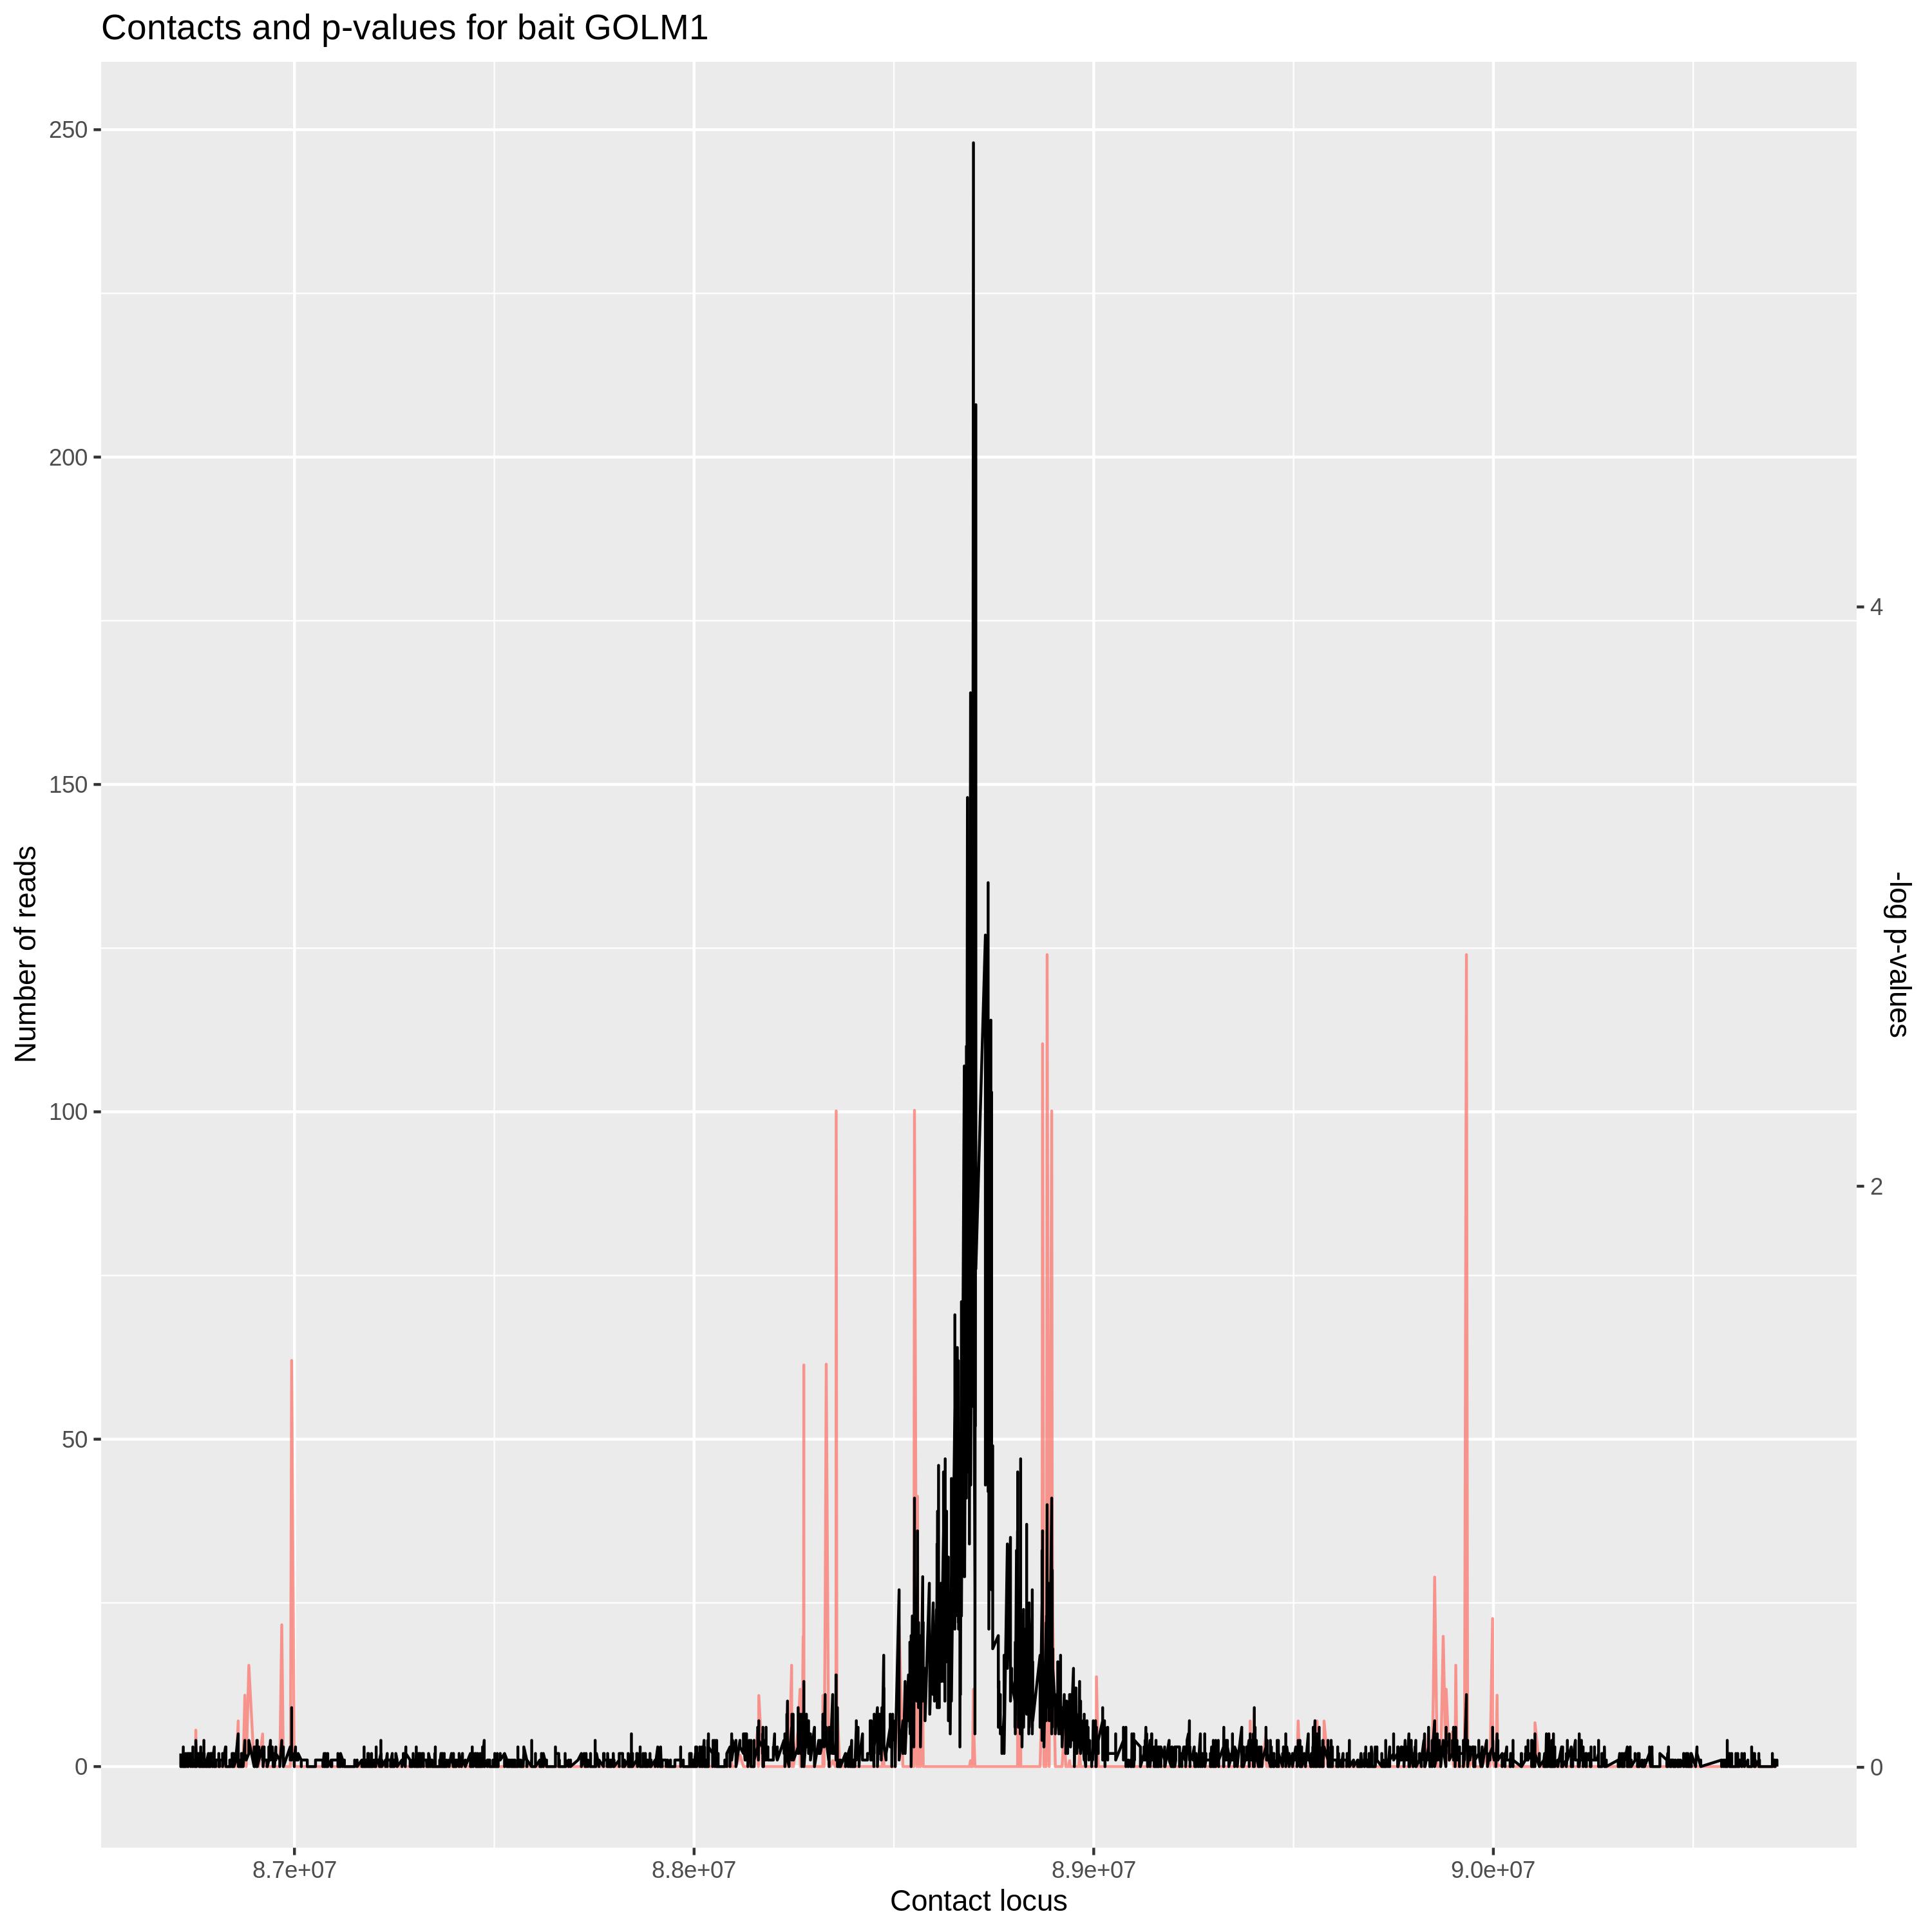 Contacts and p-values for bait GOLM1
250
200
150
100
50
0
Number of reads
4
2
0
-log p-values
8.7e+07
8.8e+07
8.9e+07
9.0e+07
Contact locus